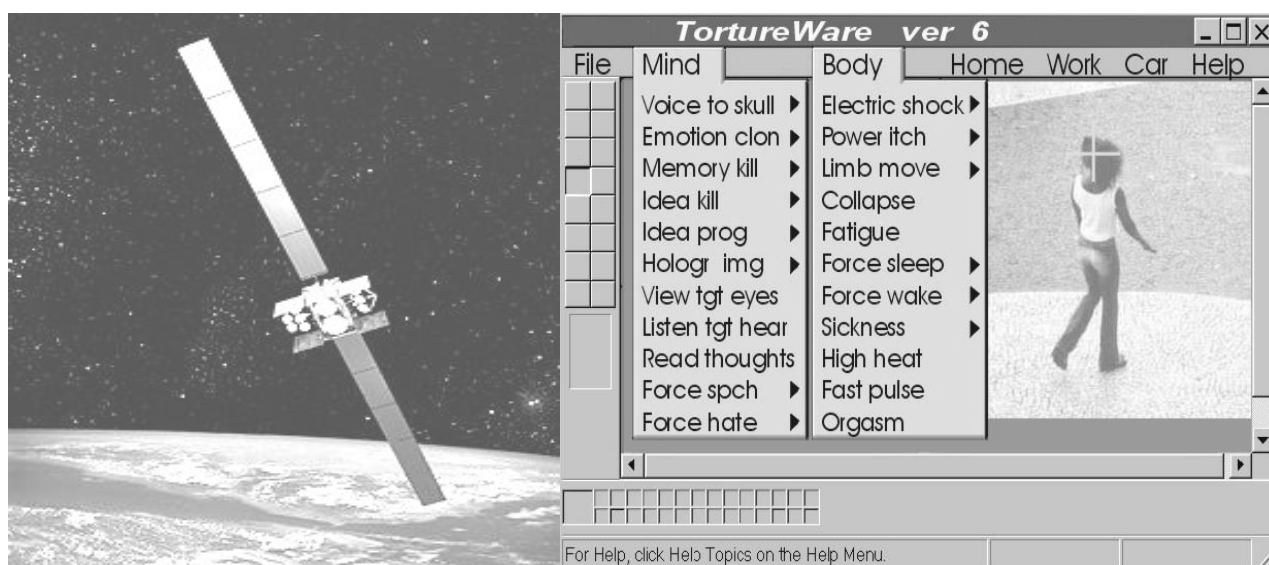 TortureWare ver 6
File Mind Body Home Work Car Help
Voice to skull
Emotion clon
Memory kill
Idea kill
Idea prog
Hologr img
View tgt eyes
Listen tgt hear
Read thoughts
Force spch
Force hate
Electric shock
Power itch
Limb move
Collapse
Fatigue
Force sleep
Force wake
Sickness
High heat
Fast pulse
Orgasm
For Help, click Help Topics on the Help Menu.